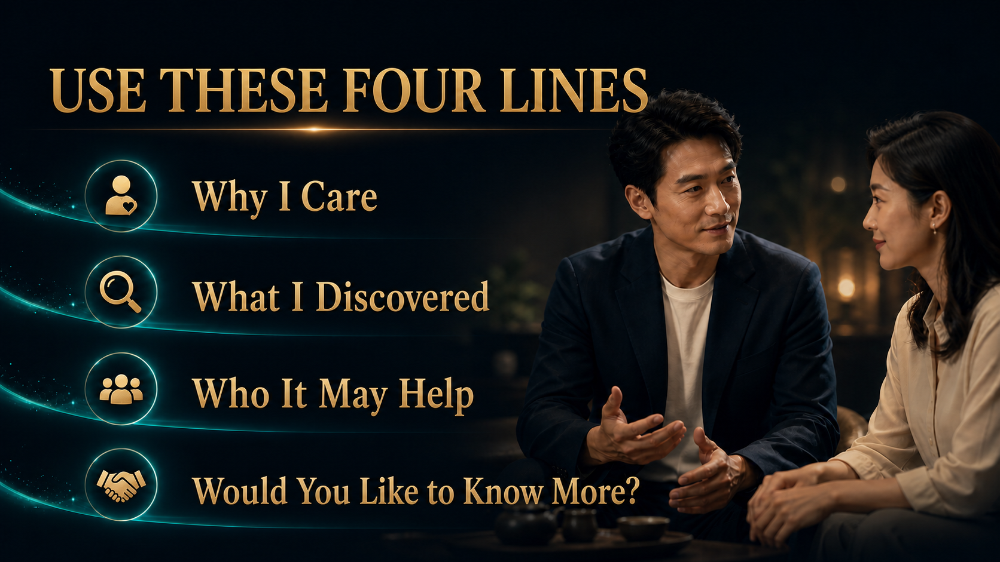 USE THESE FOUR LINES
Why I Care
What I Discovered
Who It May Help
Would You Like to Know More?